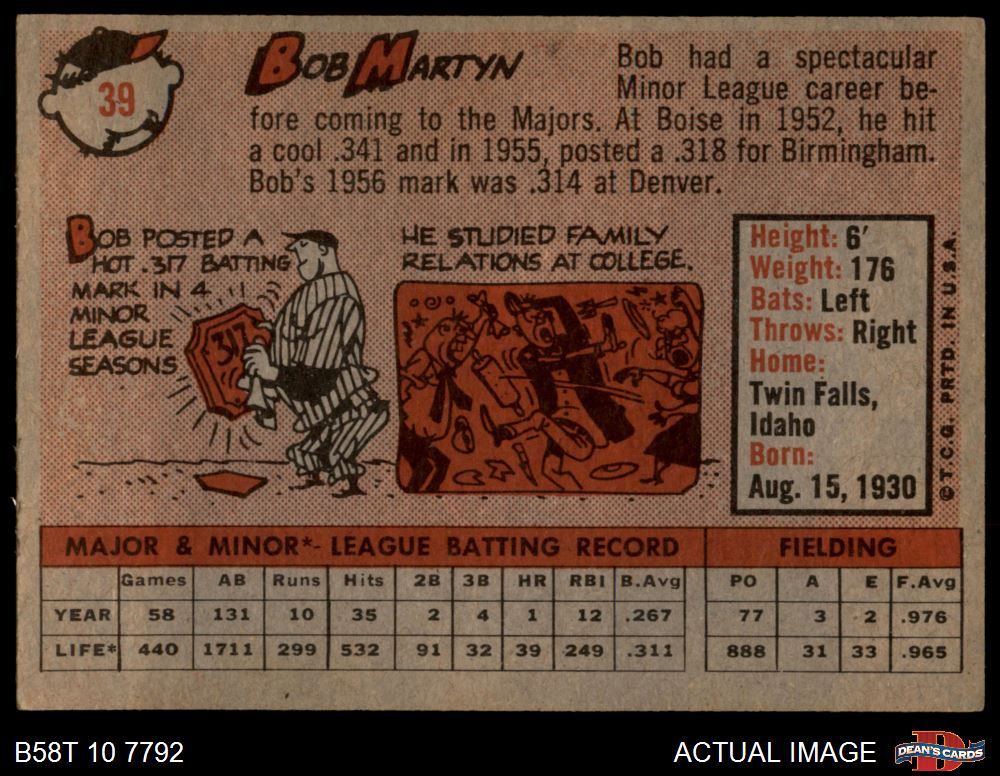 39
BOB MARTYN
Bob had a spectacular
Minor League career be-
fore coming to the Majors. At Boise in 1952, he hit
a cool .341 and in 1955, posted a .318 for Birmingham.
Bob's 1956 mark was .314 at Denver.
BOB POSTED A
HOT .317 BATTING
MARK IN 4
MINOR
LEAGUE
SEASONS
.317
HE STUDIED FAMILY
RELATIONS AT COLLEGE.
Height: 6'
Weight: 176
Bats: Left
Throws: Right
Home:
Twin Falls,
Idaho
Born:
Aug. 15, 1930
© T.C.G. PRTD. IN U.S.A.
MAJOR & MINOR*- LEAGUE BATTING RECORD FIELDING
Games AB Runs Hits 2B 3B HR RBI B.Avg PO A E F.Avg
YEAR 58 131 10 35 2 4 1 12 .267 77 3 2 .976
LIFE* 440 1711 299 532 91 32 39 249 .311 888 31 33 .965
B58T 10 7792
ACTUAL IMAGE
D
DEAN'S CARDS